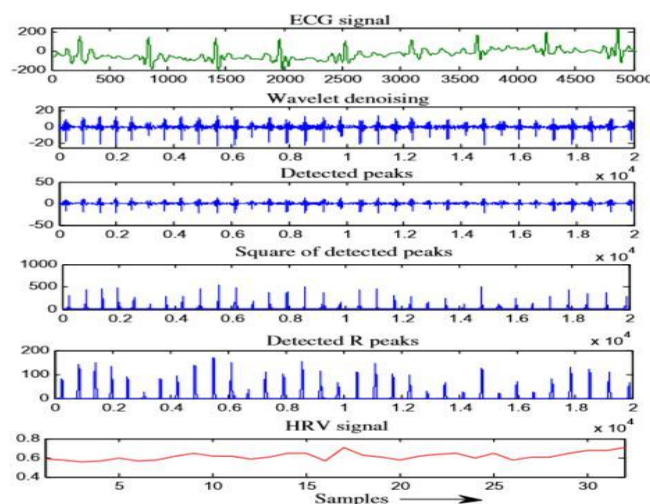 ECG signal
200
0
-200
0 500 1000 1500 2000 2500 3000 3500 4000 4500 5000
Wavelet denoising
20
0
-20
0 0.2 0.4 0.6 0.8 1 1.2 1.4 1.6 1.8 2
x 10^4
Detected peaks
50
0
-50
0 0.2 0.4 0.6 0.8 1 1.2 1.4 1.6 1.8 2
x 10^4
Square of detected peaks
1000
500
0
0 0.2 0.4 0.6 0.8 1 1.2 1.4 1.6 1.8 2
x 10^4
Detected R peaks
200
100
0
0 0.2 0.4 0.6 0.8 1 1.2 1.4 1.6 1.8 2
x 10^4
HRV signal
0.8
0.6
0.4
5 10 15 20 25 30
Samples